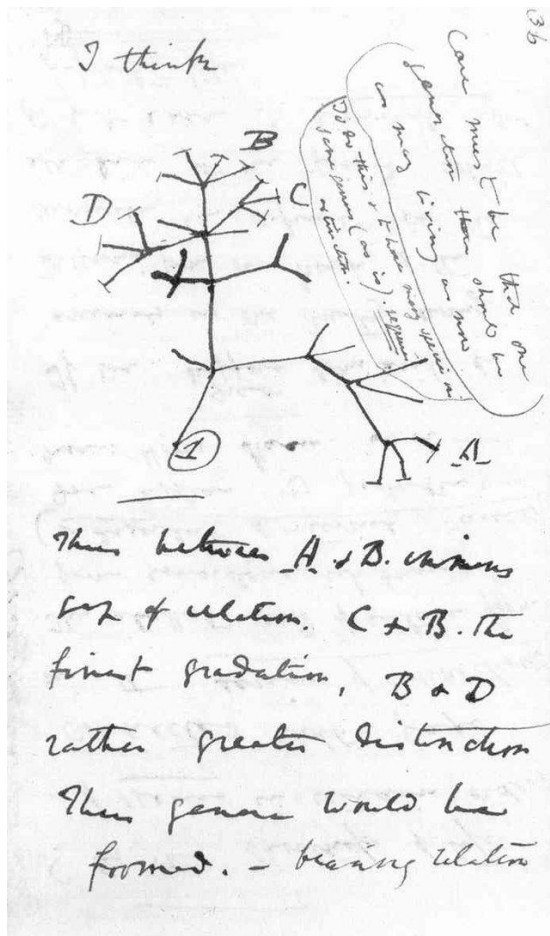 36
I think
Case must be that one
generation then should be
as many living as now
To do this & to have many species in
same genus (as is). requires
extinction.
B
D
C
1
A
Thus between A & B. immens
gap of relation. C & B. The
finest gradation, B & D
rather greater distinction
Thus genera would be
formed. — bearing relation